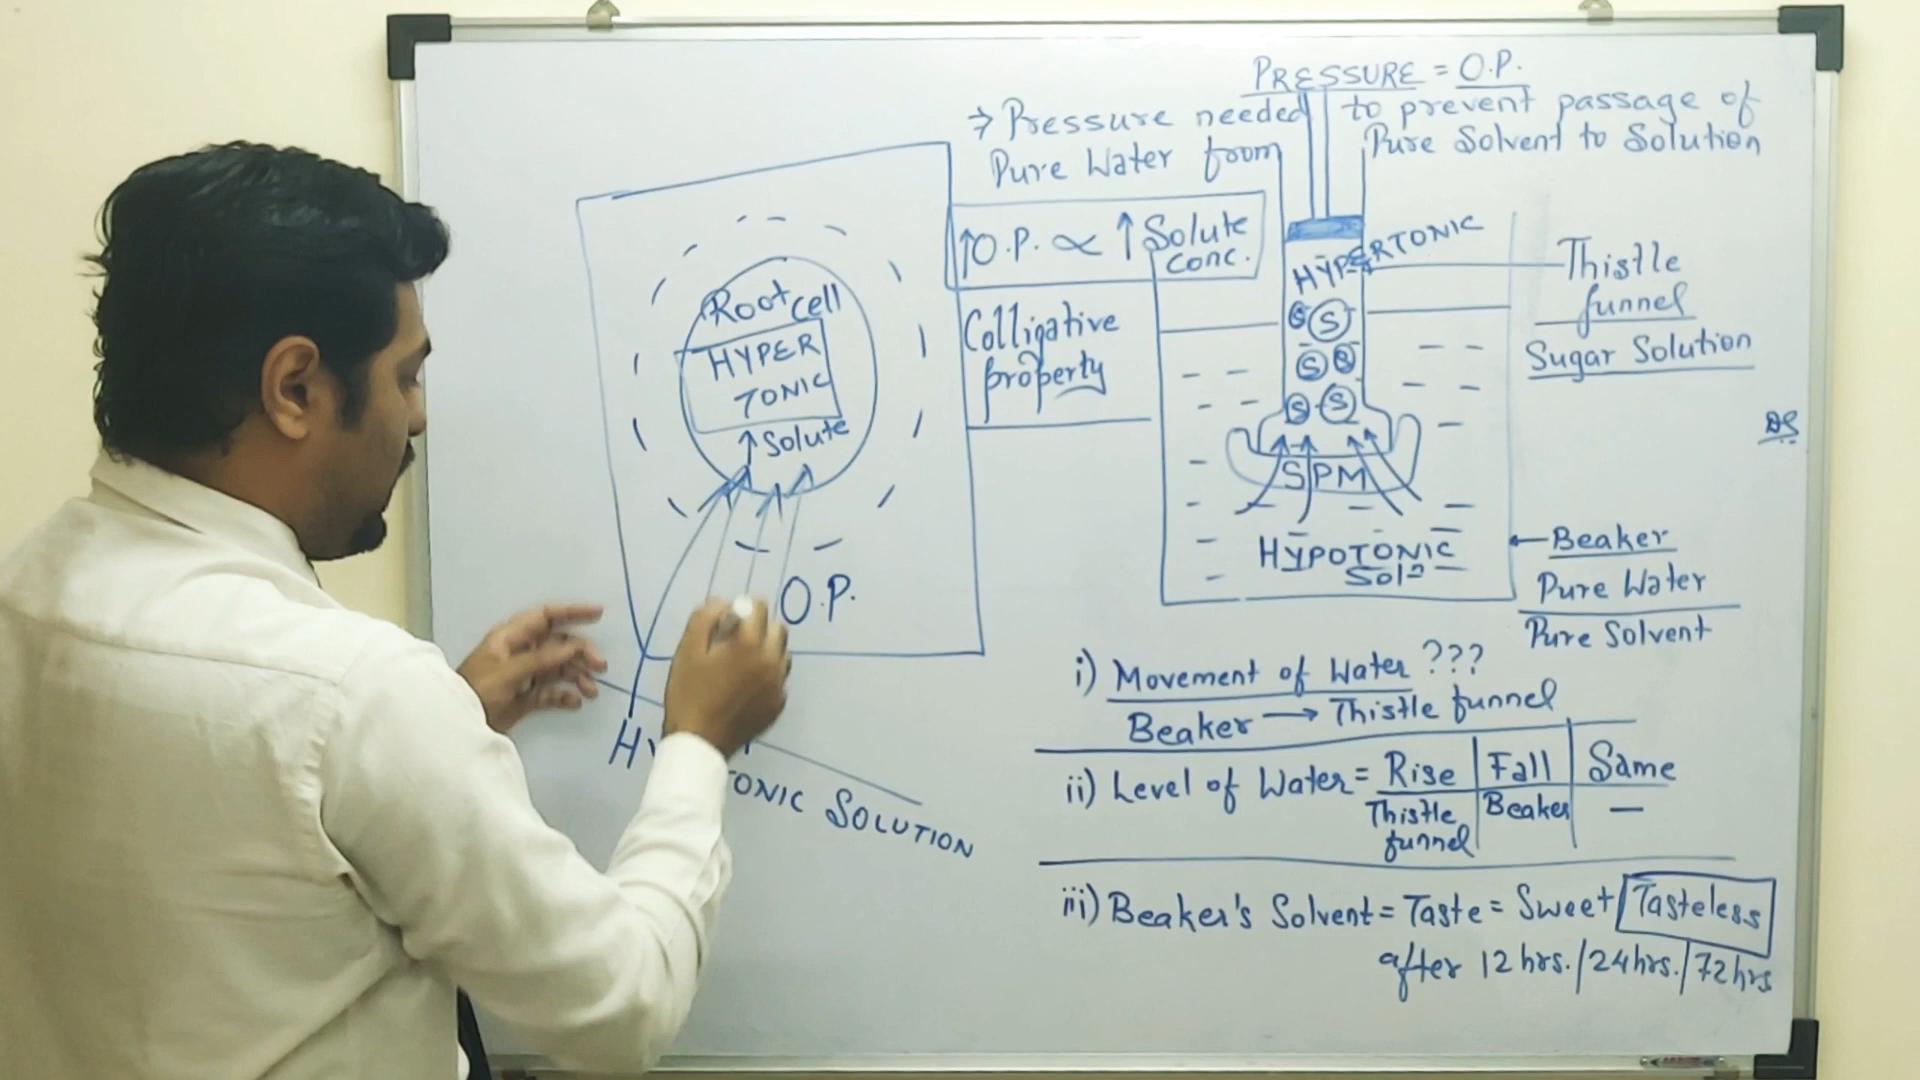 PRESSURE = O.P.
→ Pressure needed to prevent passage of
Pure Water from Pure Solvent to Solution
↑O.P. ∝ ↑ Solute
conc.
Colligative
property
Root cell
HYPER
TONIC
↑ Solute
O.P.
TONIC SOLUTION
HYPERTONIC
S S
S S
S S
SPM
HYPOTONIC
Sol?
Thistle
funnel
Sugar Solution
DS
Beaker
Pure Water
Pure Solvent
i) Movement of Water ???
Beaker → Thistle funnel
ii) Level of Water = Rise | Fall | Same
Thistle funnel | Beaker | —
iii) Beaker's Solvent = Taste = Sweet / Tasteless
after 12 hrs. / 24 hrs. / 72 hrs